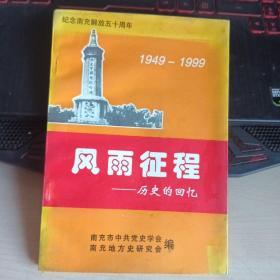 纪念南充解放五十周年
1949-1999
风雨征程
——历史的回忆
南充市中共党史学会
南充地方史研究会
编